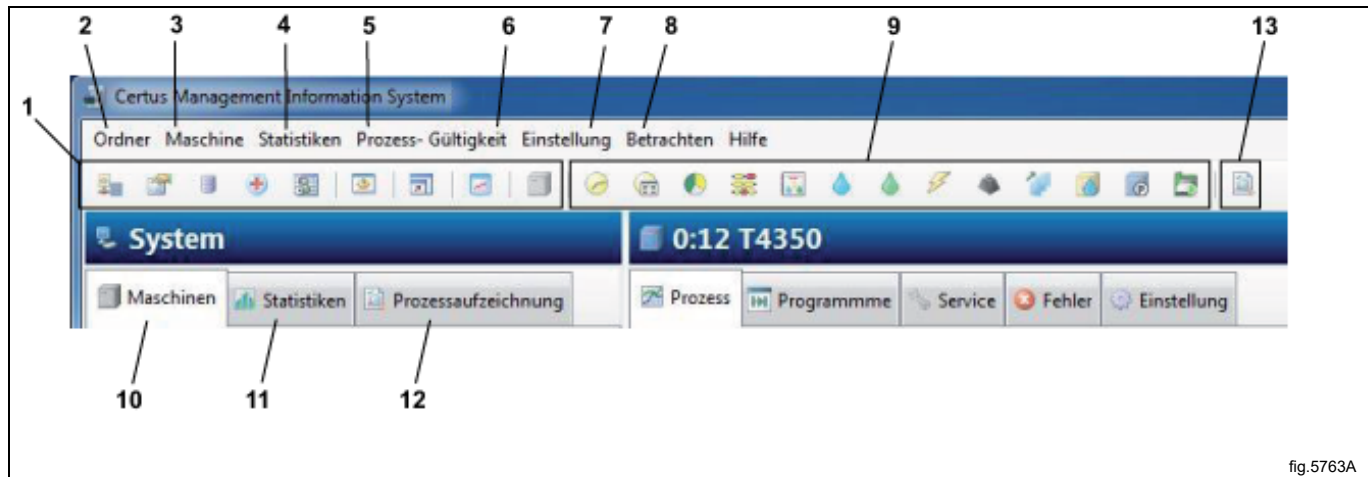 2 3 4 5 6 7 8 9 13
1
Certus Management Information System
Ordner Maschine Statistiken Prozess- Gültigkeit Einstellung Betrachten Hilfe
System
0:12 T4350
Maschinen Statistiken Prozessaufzeichnung
Prozess Programmme Service Fehler Einstellung
10 11 12
fig.5763A